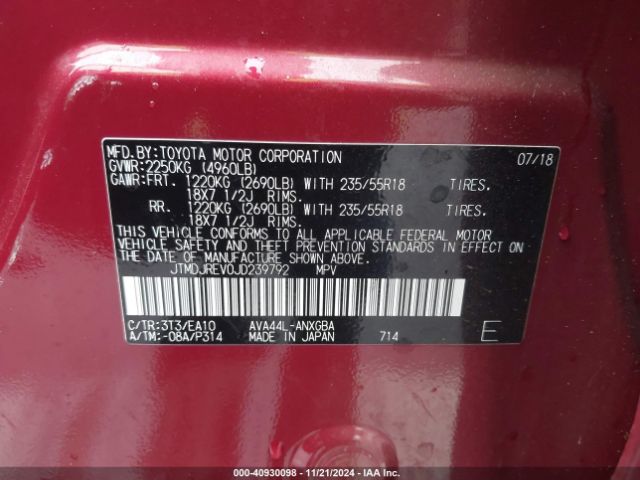 MFD.BY:TOYOTA MOTOR CORPORATION 07/18
GVWR:2250KG (4960LB)
GAWR:FRT. 1220KG (2690LB) WITH 235/55R18 TIRES.
18X7 1/2J RIMS.
RR. 1220KG (2690LB) WITH 235/55R18 TIRES.
18X7 1/2J RIMS.
THIS VEHICLE CONFORMS TO ALL APPLICABLE FEDERAL MOTOR
VEHICLE SAFETY AND THEFT PREVENTION STANDARDS IN EFFECT ON
THE DATE OF MANUFACTURE SHOWN ABOVE.
JTMDJREV0JD239792 MPV
C/TR:3T3/EA10 AVA44L-ANXGBA
A/TM:-08A/P314 MADE IN JAPAN 714 E
000-40930098 - 11/21/2024 - IAA Inc.